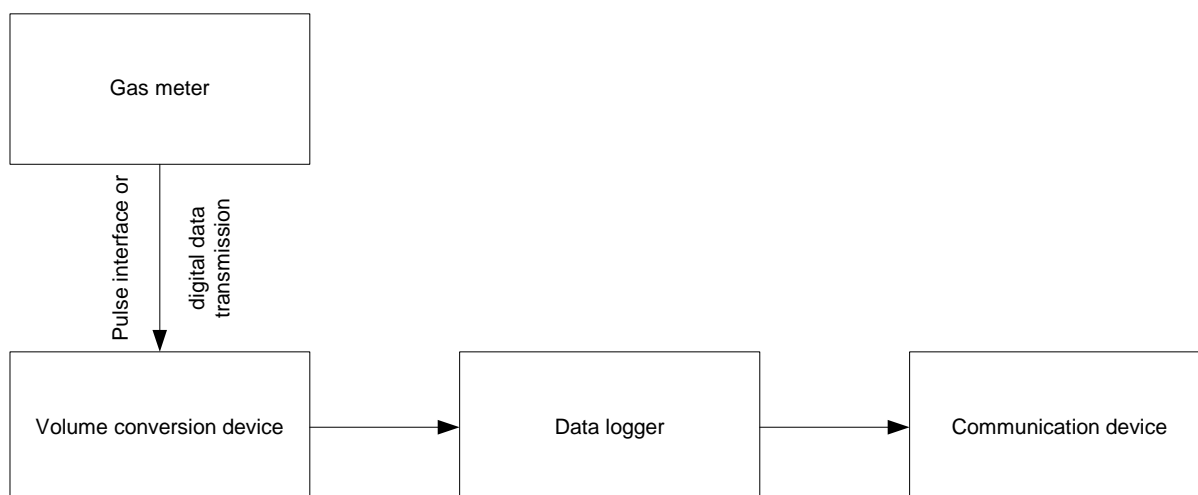 Gas meter
Pulse interface or
digital data
transmission
Volume conversion device
Data logger
Communication device